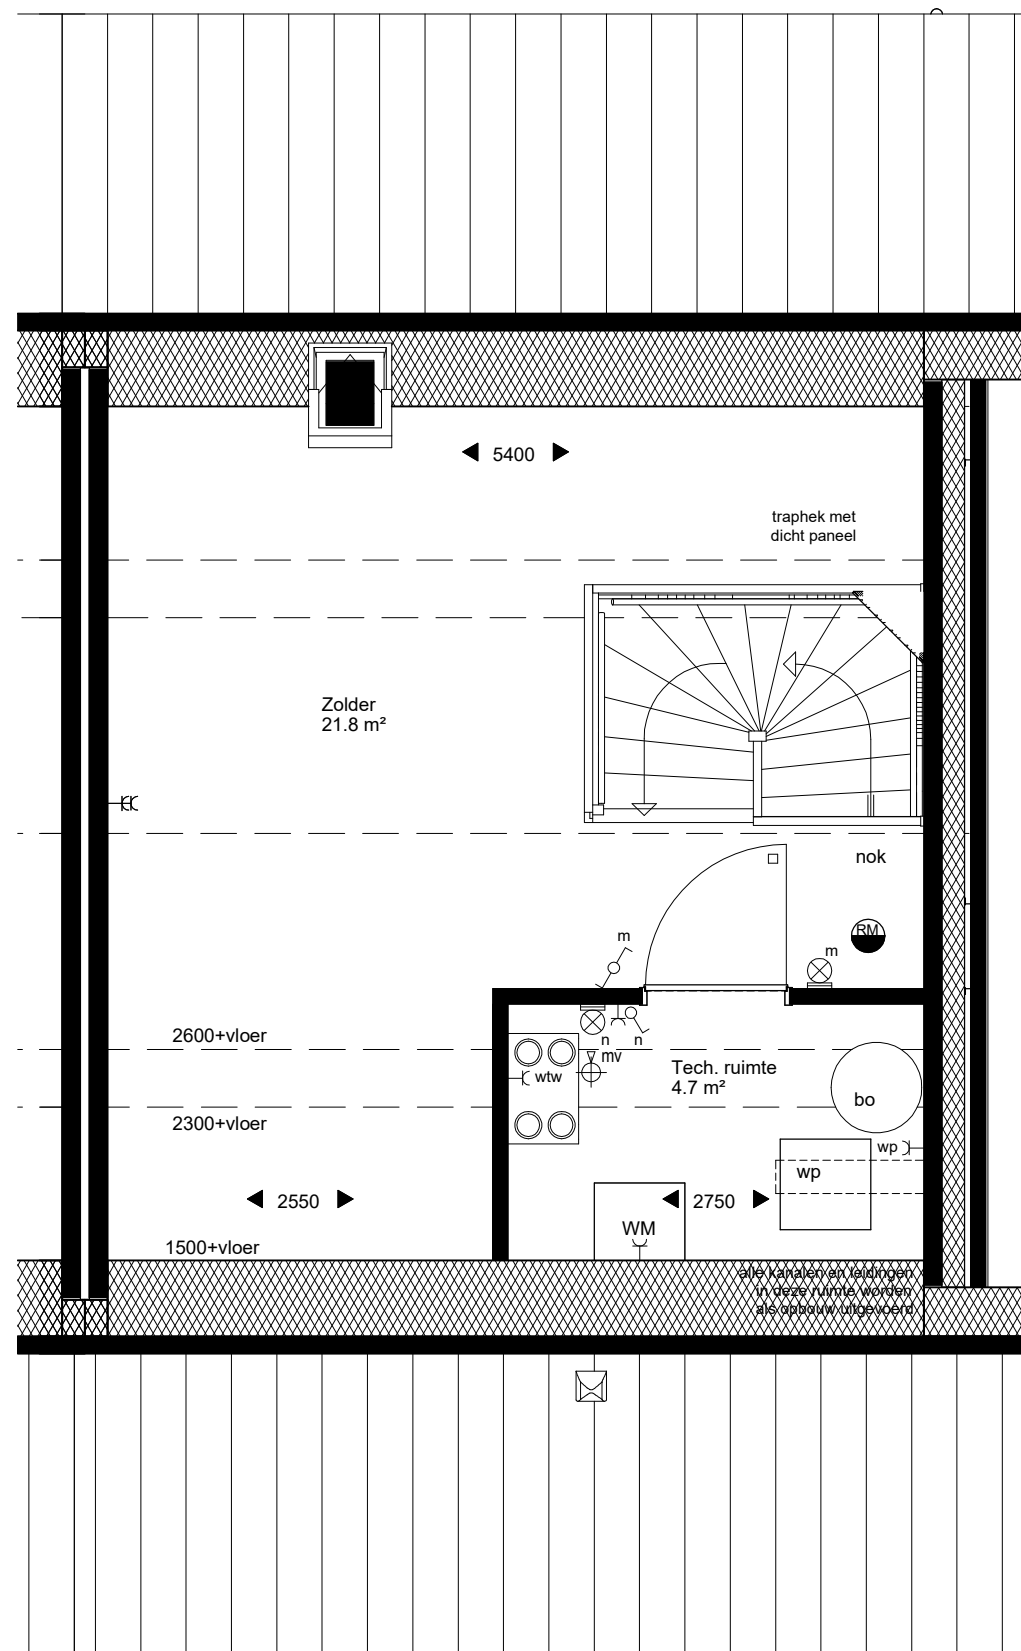 5400
traphek met
dicht paneel
Zolder
21.8 m²
nok
RM
m
m
2600+vloer
n
n
mv
wtw
Tech. ruimte
4.7 m²
bo
2300+vloer
wp
wp
2550
2750
WM
1500+vloer
alle kanalen en leidingen
in deze ruimte worden
als opbouw uitgevoerd